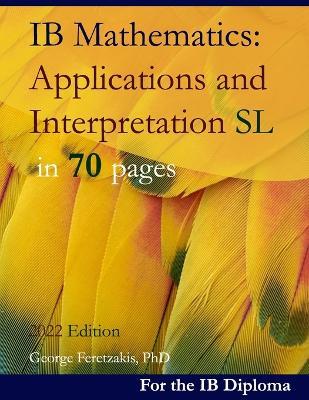 IB Mathematics:
Applications and
Interpretation SL
in 70 pages
2022 Edition
George Feretzakis, PhD
For the IB Diploma